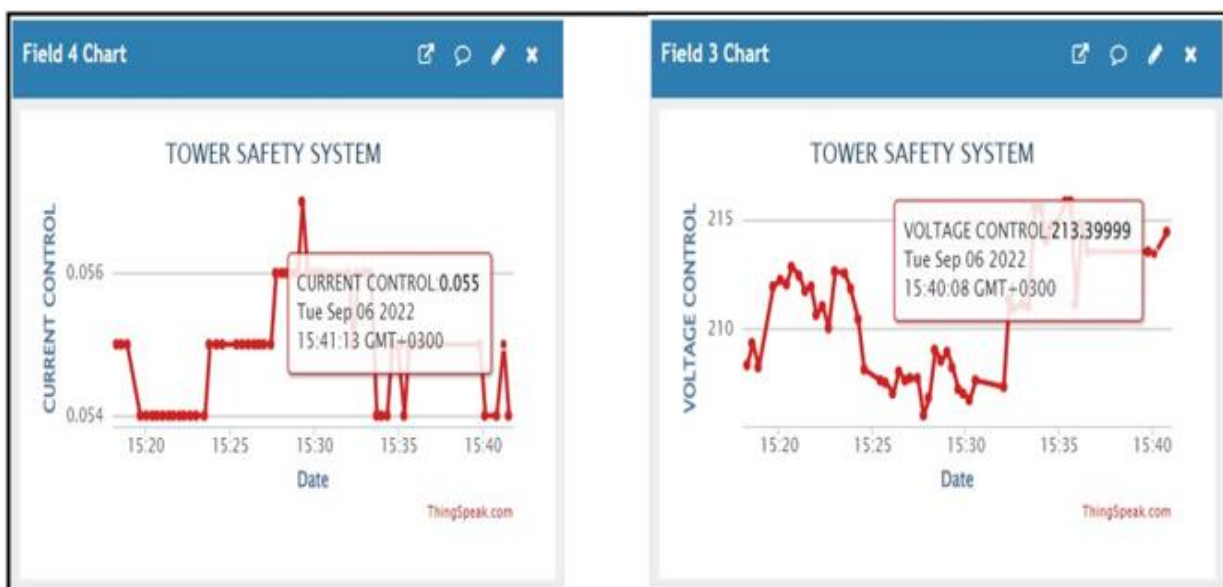 Field 4 Chart
TOWER SAFETY SYSTEM
CURRENT CONTROL
0.056
0.054
CURRENT CONTROL:0.055
Tue Sep 06 2022
15:41:13 GMT+0300
15:20 15:25 15:30 15:35 15:40
Date
ThingSpeak.com
Field 3 Chart
TOWER SAFETY SYSTEM
VOLTAGE CONTROL
215
210
VOLTAGE CONTROL:213.39999
Tue Sep 06 2022
15:40:08 GMT+0300
15:20 15:25 15:30 15:35 15:40
Date
ThingSpeak.com